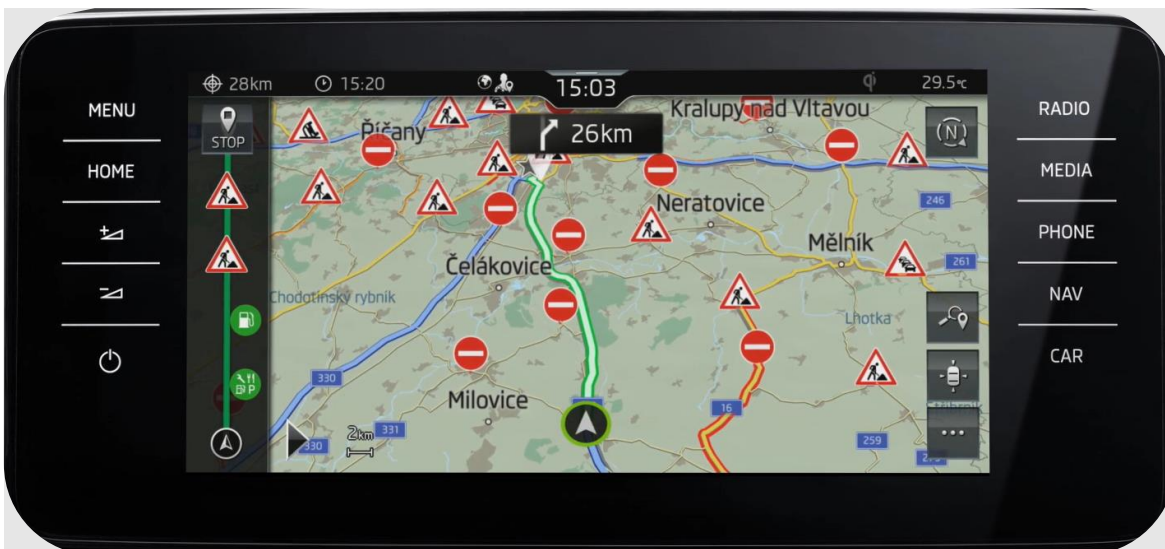 28km
15:20
15:03
29.5°C
MENU
HOME
RADIO
MEDIA
PHONE
NAV
CAR
STOP
26km
N
Říčany
Kralupy nad Vltavou
246
Neratovice
Mělník
261
Čelákovice
Chodotínský rybník
Lhotka
330
Milovice
16
2km
331
330
259
P